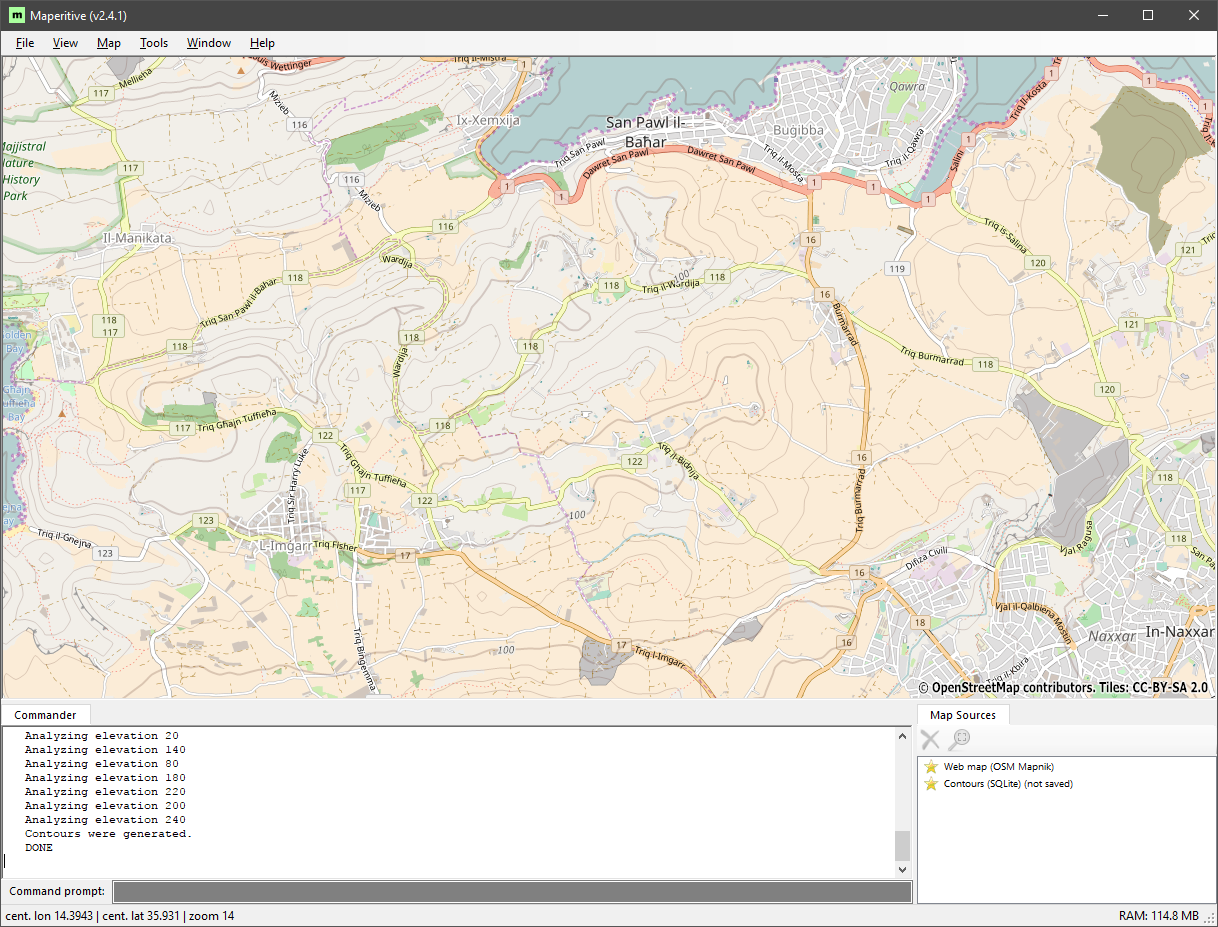 Maperitive (v2.4.1)
File View Map Tools Window Help
Mellieħa
117
Mizieb
116
Triq il-Mistra
1
Ix-Xemxija
San Pawl il-
Baħar
Triq San Pawl
Dawret San Pawl
Dawret San Pawl
Buġibba
Qawra
Triq il-Mosta
Triq il-Qawra
Salini
Triq il-Kosta
1
1
1
1
1
1
1
1
1
Nature
History
Park
117
116
Mizieb
116
Il-Manikata
118
Wardija
Triq San Pawl il-Baħar
118
117
118
118
Wardija
118
118
Triq il-Wardija
100
118
16
16
Burmarrad
119
Triq is-Salina
120
121
121
Triq Burmarrad
118
120
Bay
Bay
117
Triq Għajn Tuffieħa
122
Triq Għajn Tuffieħa
Triq Sir Harry Luke
117
118
122
122
Triq il-Bidnija
100
16
Triq Burmarrad
118
118
Vjal Ragusa
Triq il-Gnejna
123
123
L-Imġarr
Triq Fisher
17
Triq Binġemma
100
17
Triq l-Imġarr
16
16
18
Difiża Ċivili
Vjal il-Qalbiena Mostin
Triq il-Kbira
Naxxar
In-Naxxar
© OpenStreetMap contributors. Tiles: CC-BY-SA 2.0
Commander
Analyzing elevation 20
Analyzing elevation 140
Analyzing elevation 80
Analyzing elevation 180
Analyzing elevation 220
Analyzing elevation 200
Analyzing elevation 240
Contours were generated.
DONE
Command prompt:
Map Sources
Web map (OSM Mapnik)
Contours (SQLite) (not saved)
cent. lon 14.3943 | cent. lat 35.931 | zoom 14
RAM: 114.8 MB